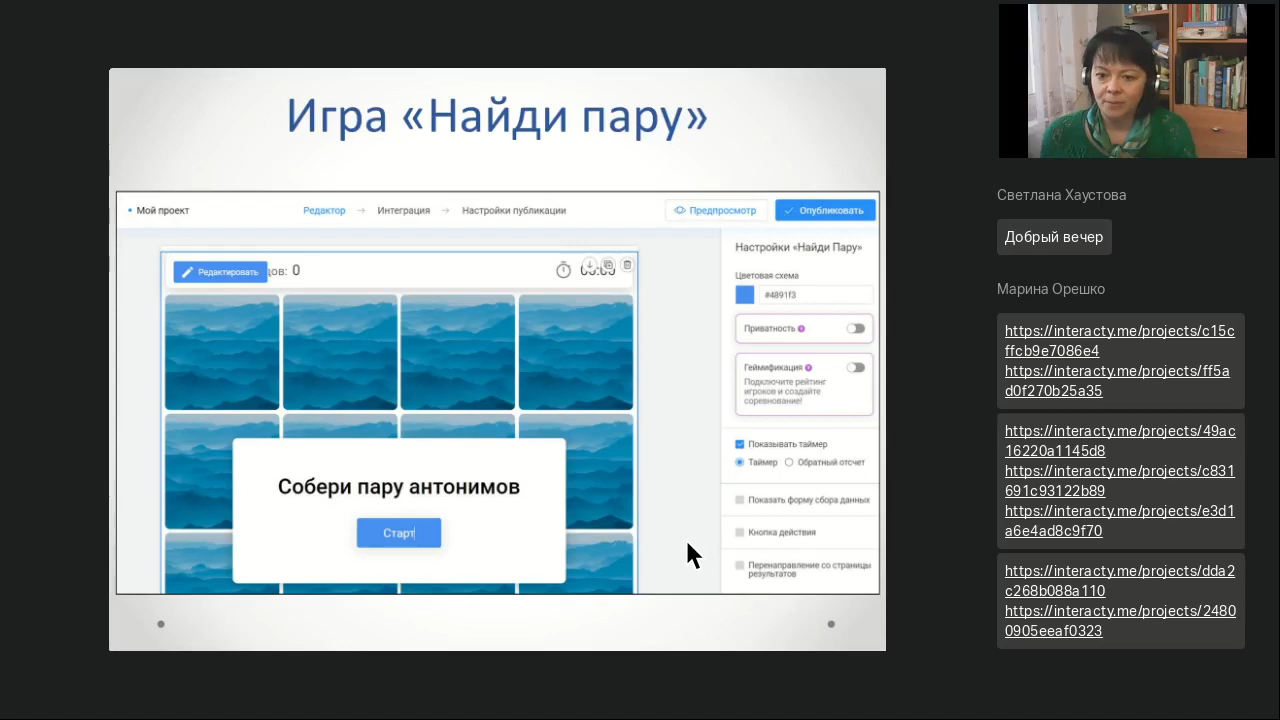 Игра «Найди пару»
Мой проект
Редактор
Интеграция
Настройки публикации
Предпросмотр
Опубликовать
Редактировать
0
Собери пару антонимов
Старт
Настройки «Найди Пару»
Цветовая схема
#4891f3
Приватность
Геймификация
Подключите рейтинг
игроков и создайте
соревнование!
Показывать таймер
Таймер
Обратный отсчет
Показать форму сбора данных
Кнопка действия
Перенаправление со страницы
результатов
Светлана Хаустова
Добрый вечер
Марина Орешко
https://interacty.me/projects/c15c
ffcb9e7086e4
https://interacty.me/projects/ff5a
d0f270b25a35
https://interacty.me/projects/49ac
16220a1145d8
https://interacty.me/projects/c831
691c93122b89
https://interacty.me/projects/e3d1
a6e4ad8c9f70
https://interacty.me/projects/dda2
c268b088a110
https://interacty.me/projects/2480
0905eeaf0323